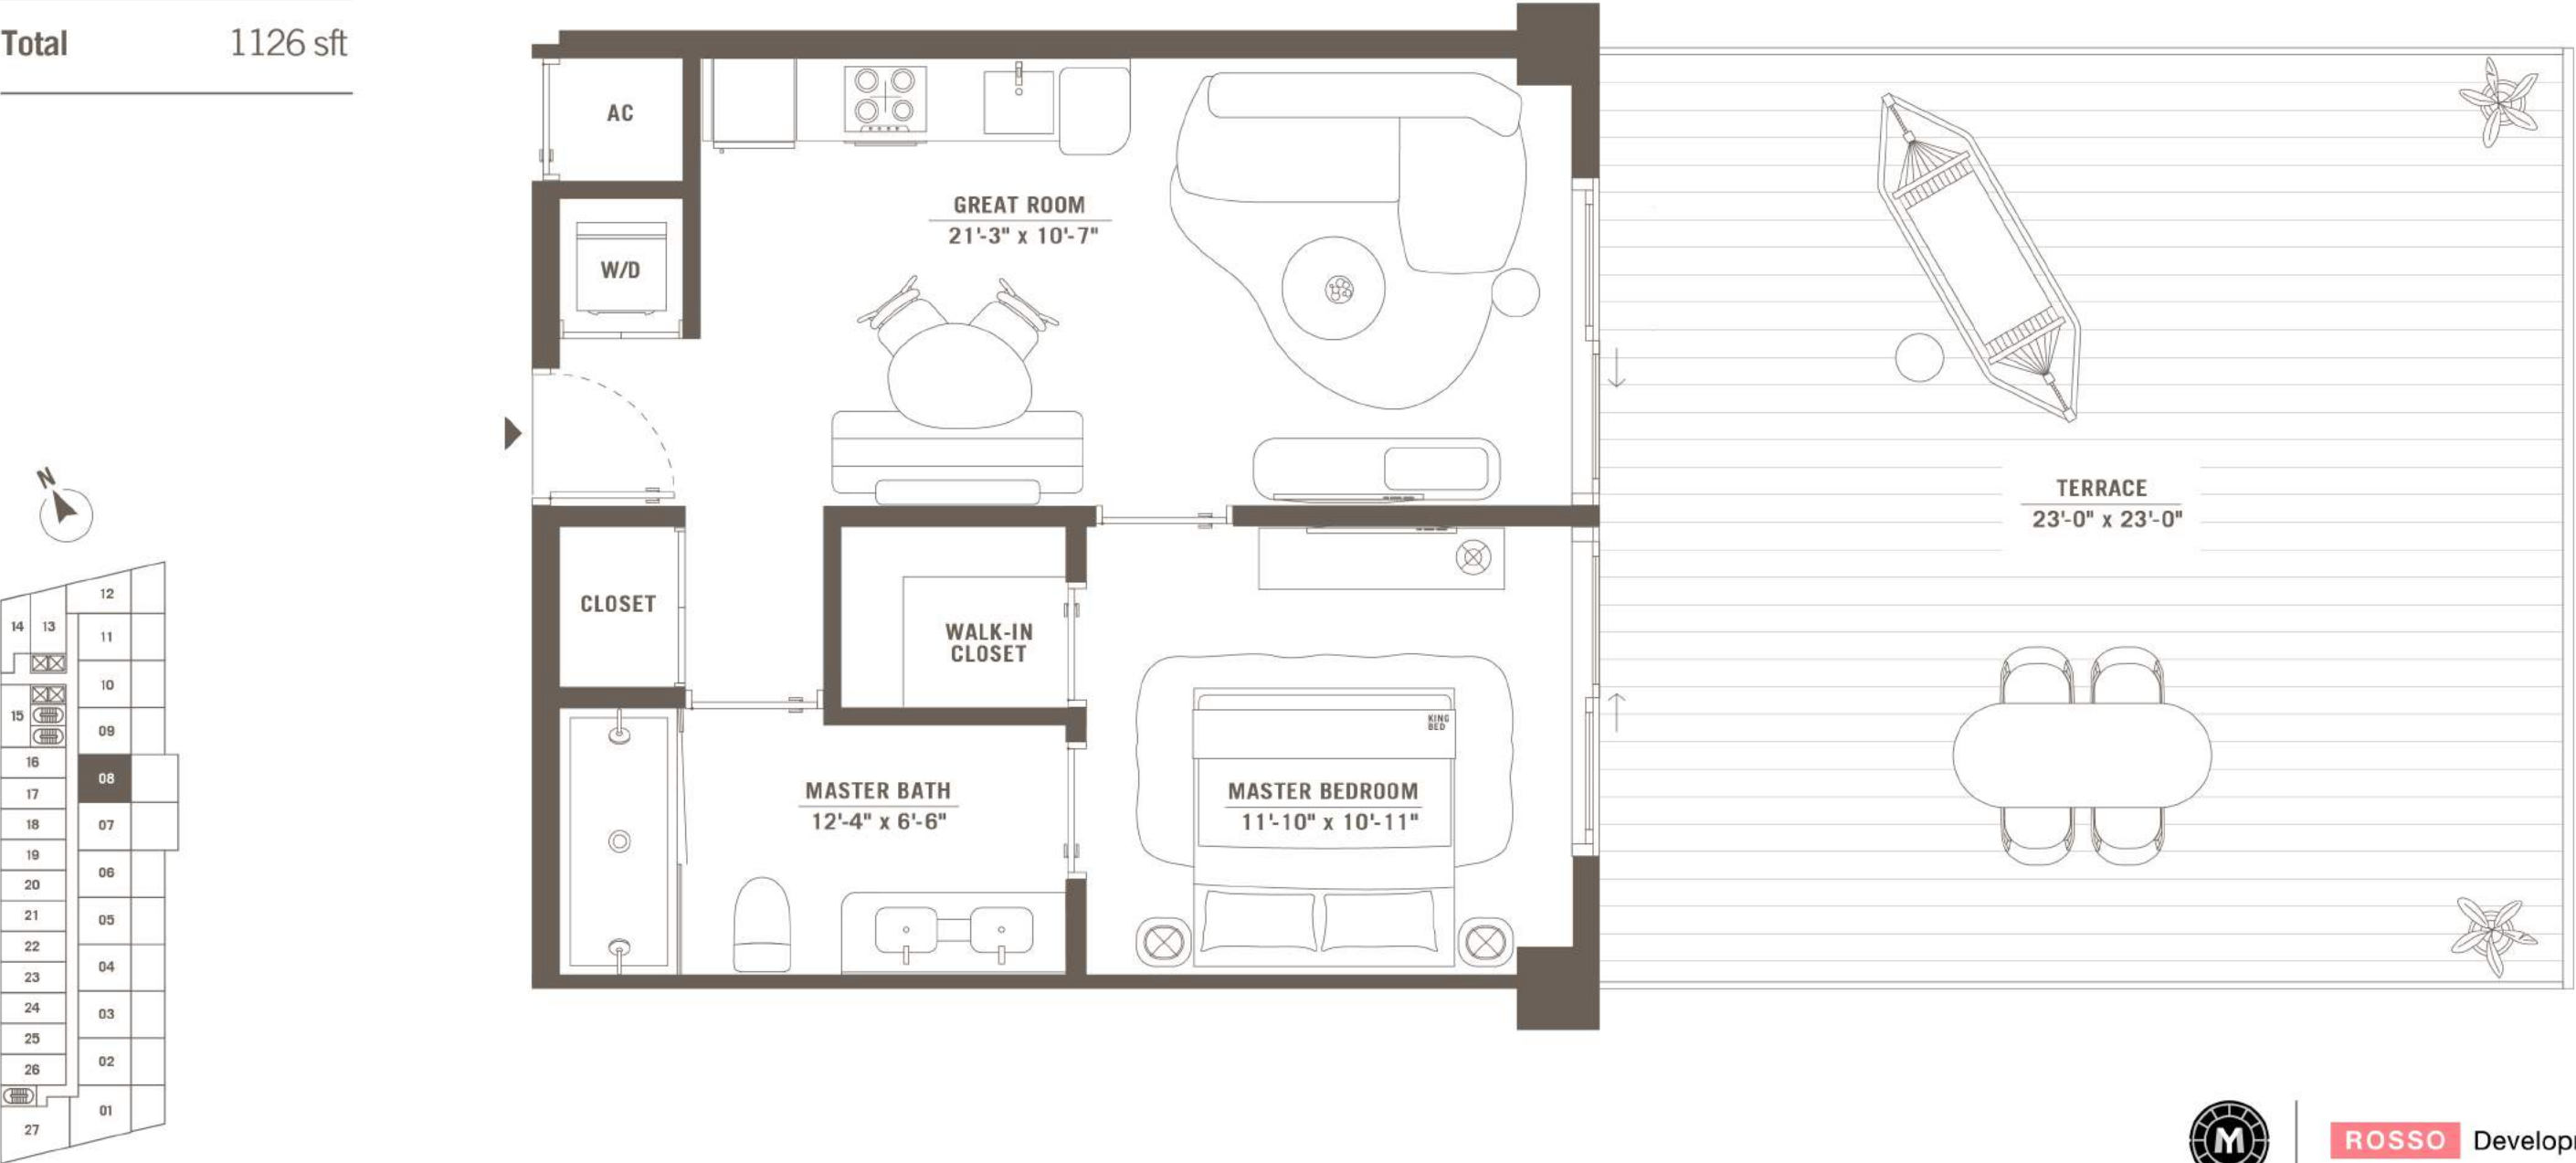 Total 1126 sft
AC
W/D
GREAT ROOM
21'-3" x 10'-7"
TERRACE
23'-0" x 23'-0"
CLOSET
WALK-IN
CLOSET
KING
BED
MASTER BATH
12'-4" x 6'-6"
MASTER BEDROOM
11'-10" x 10'-11"
N
12
14 13
11
10
15
09
16
08
17
18
07
19
06
20
21
05
22
04
23
24
03
25
02
26
01
27
M
ROSSO Develop